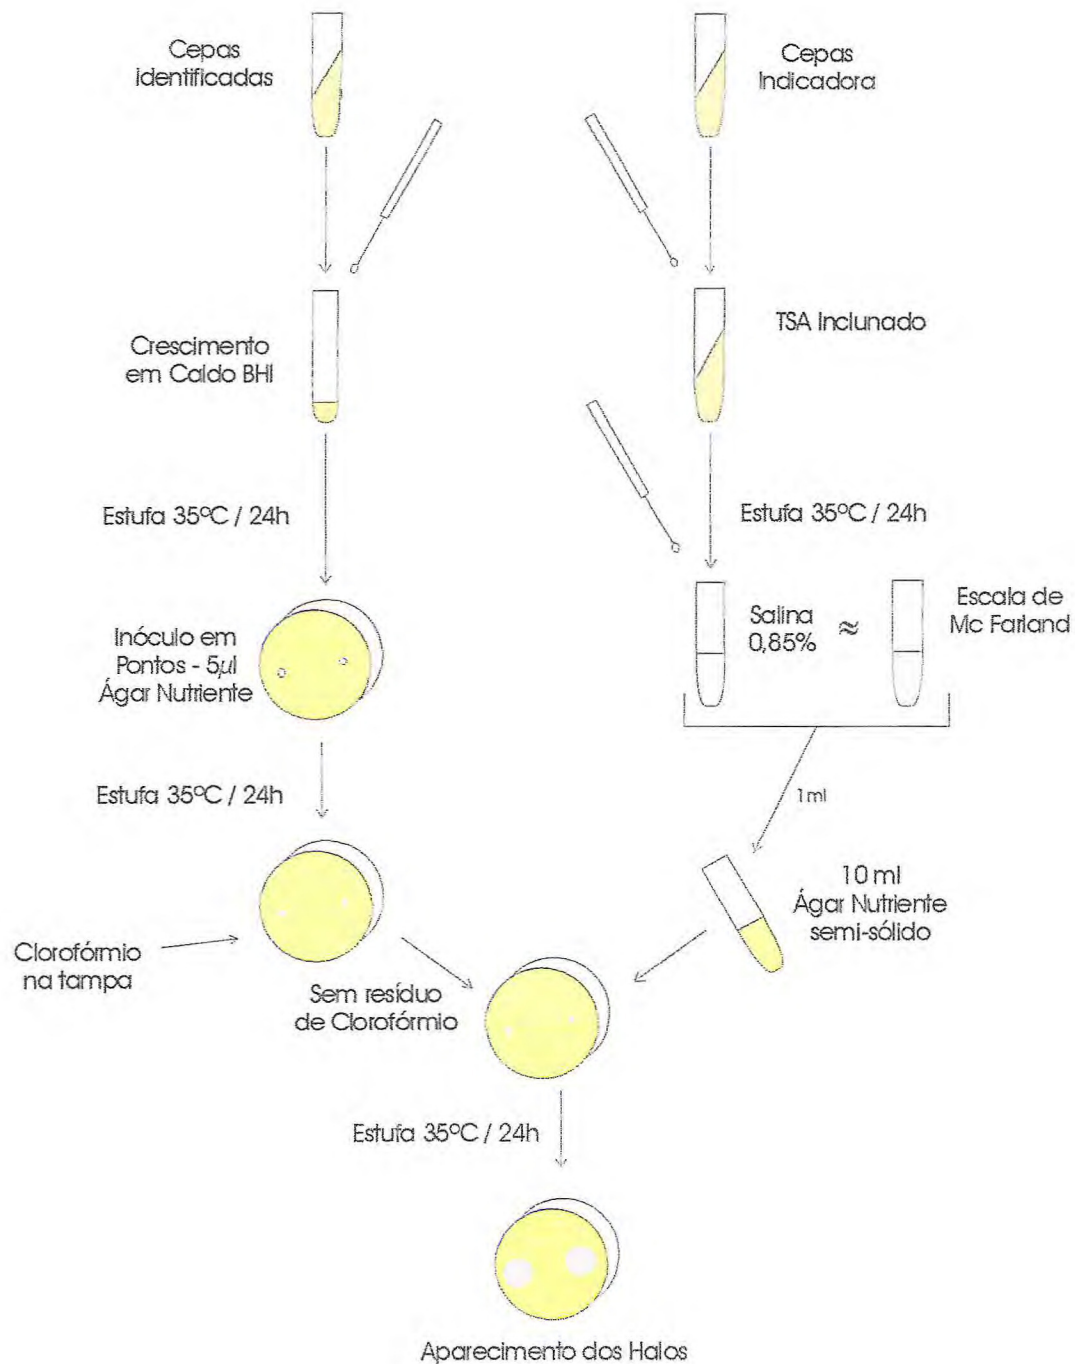 Cepas
Identificadas
Cepas
Indicadora
Crescimento
em Caldo BHI
TSA Inclunado
Estufa 35ºC / 24h
Estufa 35ºC / 24h
Inóculo em
Pontos - 5µl
Ágar Nutriente
Salina
0,85%
≈
Escala de
Mc Farland
Estufa 35ºC / 24h
1ml
10 ml
Ágar Nutriente
semi-sólido
Clorofórmio
na tampa
Sem resíduo
de Clorofórmio
Estufa 35ºC / 24h
Aparecimento dos Halos